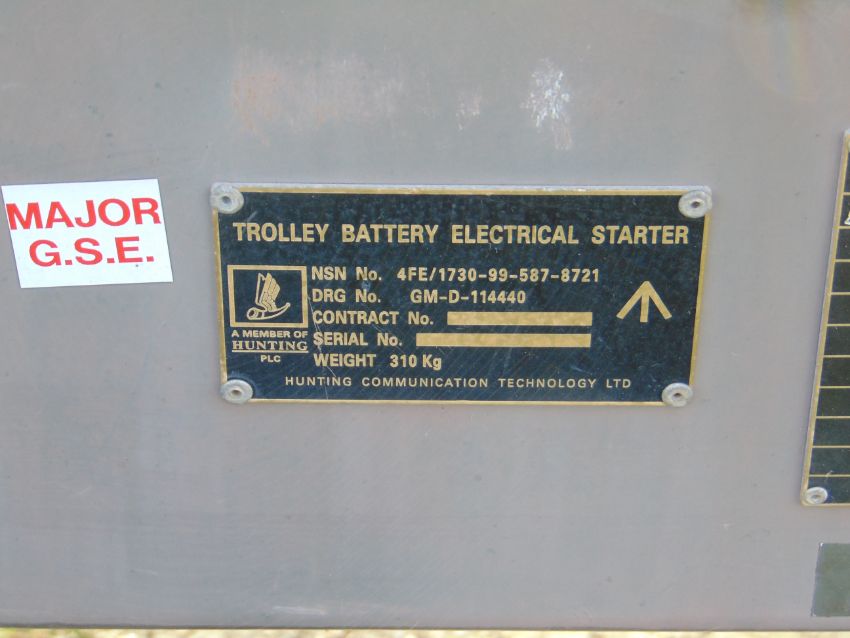 MAJOR
G.S.E.
TROLLEY BATTERY ELECTRICAL STARTER
NSN No. 4FE/1730-99-587-8721
DRG No. GM-D-114440
CONTRACT No.
SERIAL No.
WEIGHT 310 Kg
A MEMBER OF
HUNTING
PLC
HUNTING COMMUNICATION TECHNOLOGY LTD